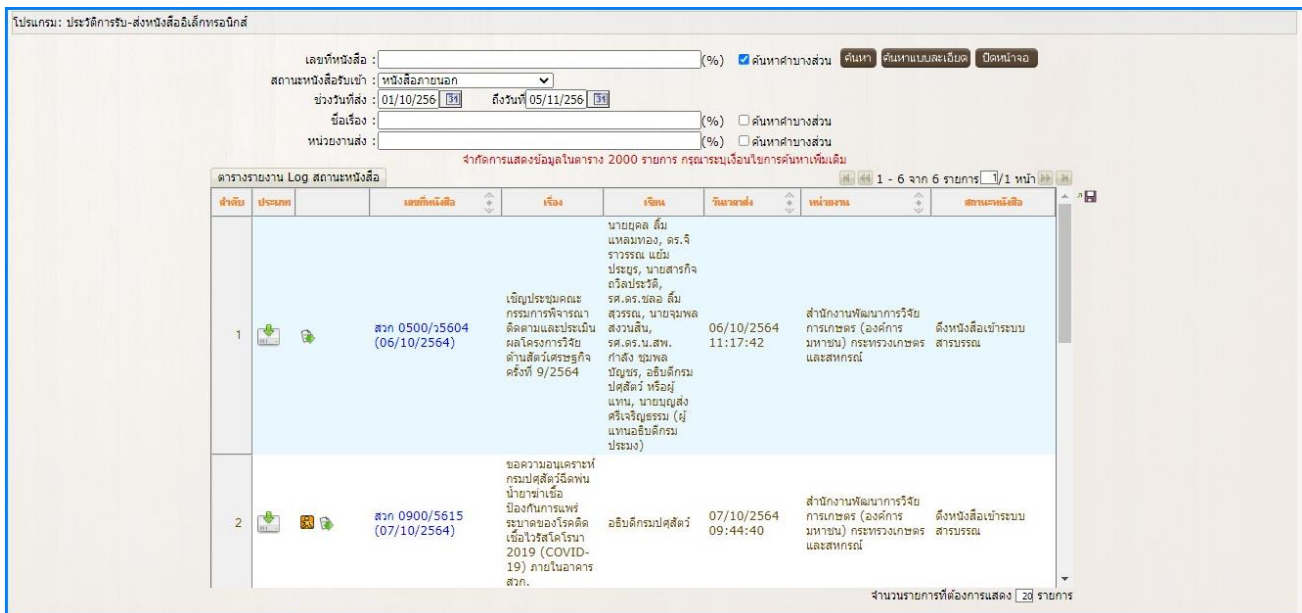 โปรแกรม: ประวัติการรับ-ส่งหนังสืออิเล็กทรอนิกส์
เลขที่หนังสือ : (%) ค้นหาคำบางส่วน ค้นหา ค้นหาแบบละเอียด ปิดหน้าจอ
สถานะหนังสือรับเข้า : หนังสือภายนอก
ช่วงวันที่ส่ง : 01/10/256 31 ถึงวันที่ 05/11/256 31
ชื่อเรื่อง : (%) ค้นหาคำบางส่วน
หน่วยงานส่ง : (%) ค้นหาคำบางส่วน
จำกัดการแสดงข้อมูลในตาราง 2000 รายการ กรุณาระบุเงื่อนไขการค้นหาเพิ่มเติม
ตารางรายงาน Log สถานะหนังสือ
1 - 6 จาก 6 รายการ 1/1 หน้า
ลำดับ ประเภท เลขที่หนังสือ เรื่อง เรียน วันเวลาส่ง หน่วยงาน สถานะหนังสือ
1
สวก 0500/ว5604
(06/10/2564)
เชิญประชุมคณะ
กรรมการพิจารณา
ติดตามและประเมิน
ผลโครงการวิจัย
ด้านสัตว์เศรษฐกิจ
ครั้งที่ 9/2564
นายยุคล ลิ้ม
แหลมทอง, ดร.จิ
ราวรรณ แย้ม
ประยูร, นายสารกิจ
ถวิลประวัติ,
รศ.ดร.ชลอ ลิ้ม
สุวรรณ, นายจุมพล
สงวนสิน,
รศ.ดร.น.สพ.
กำลัง ชุมพล
บัญชร, อธิบดีกรม
ปศุสัตว์ หรือผู้
แทน, นายบุญส่ง
ศรีเจริญธรรม (ผู้
แทนอธิบดีกรม
ประมง)
06/10/2564
11:17:42
สำนักงานพัฒนาการวิจัย
การเกษตร (องค์การ
มหาชน) กระทรวงเกษตร
และสหกรณ์
ดึงหนังสือเข้าระบบ
สารบรรณ
2
สวก 0900/5615
(07/10/2564)
ขอความอนุเคราะห์
กรมปศุสัตว์ฉีดพ่น
น้ำยาฆ่าเชื้อ
ป้องกันการแพร่
ระบาดของโรคติด
เชื้อไวรัสโคโรนา
2019 (COVID-
19) ภายในอาคาร
สวก.
อธิบดีกรมปศุสัตว์
07/10/2564
09:44:40
สำนักงานพัฒนาการวิจัย
การเกษตร (องค์การ
มหาชน) กระทรวงเกษตร
และสหกรณ์
ดึงหนังสือเข้าระบบ
สารบรรณ
จำนวนรายการที่ต้องการแสดง 20 รายการ